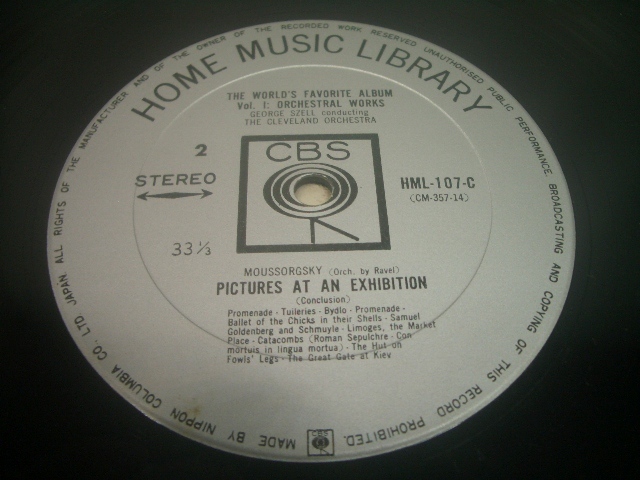 HOME MUSIC LIBRARY
THE WORLD'S FAVORITE ALBUM
Vol. I: ORCHESTRAL WORKS
GEORGE SZELL conducting
THE CLEVELAND ORCHESTRA
2
STEREO
CBS
HML-107-C
(CM-357-14)
33 1/3
MOUSSORGSKY (Orch. by Ravel)
PICTURES AT AN EXHIBITION
(Conclusion)
Promenade - Tuileries - Bydlo - Promenade -
Ballet of the Chicks in their Shells - Samuel
Goldenberg and Schmuyle - Limoges, the Market
Place - Catacombs (Roman Sepulchre - Con
mortuis in lingua mortua) - The Hut on
Fowls' Legs - The Great Gate at Kiev
MADE BY NIPPON COLUMBIA CO., LTD JAPAN. ALL RIGHTS OF THE MANUFACTURER AND OF THE OWNER OF THE RECORDED WORK RESERVED UNAUTHORISED PUBLIC PERFORMANCE, BROADCASTING AND COPYING OF THIS RECORD PROHIBITED.
CBS